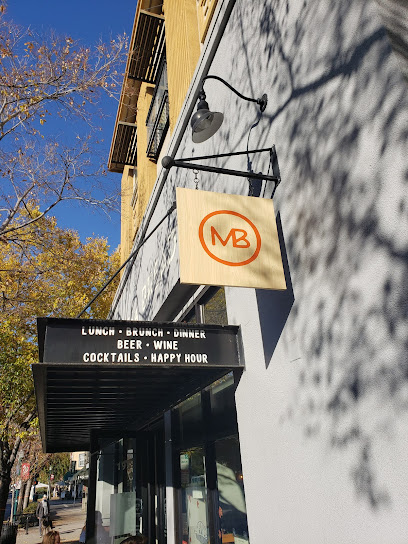 MB
LUNCH • BRUNCH • DINNER
BEER • WINE
COCKTAILS • HAPPY HOUR